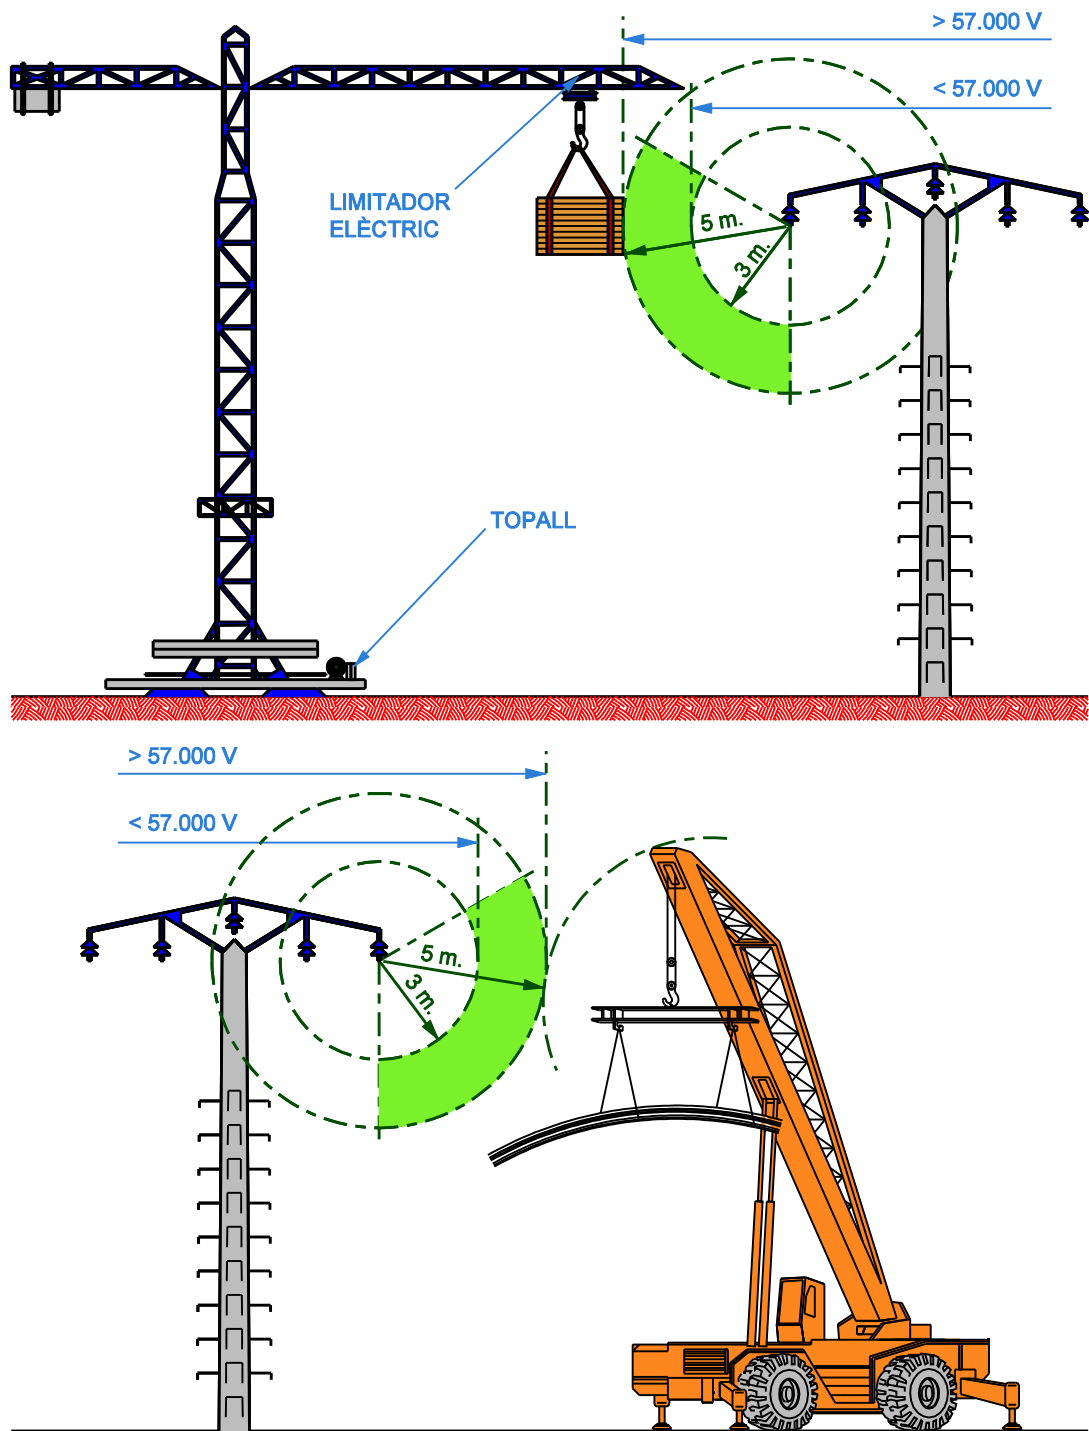 > 57.000 V
< 57.000 V
LIMITADOR
ELÈCTRIC
5 m.
3 m.
TOPALL
> 57.000 V
< 57.000 V
5 m.
3 m.